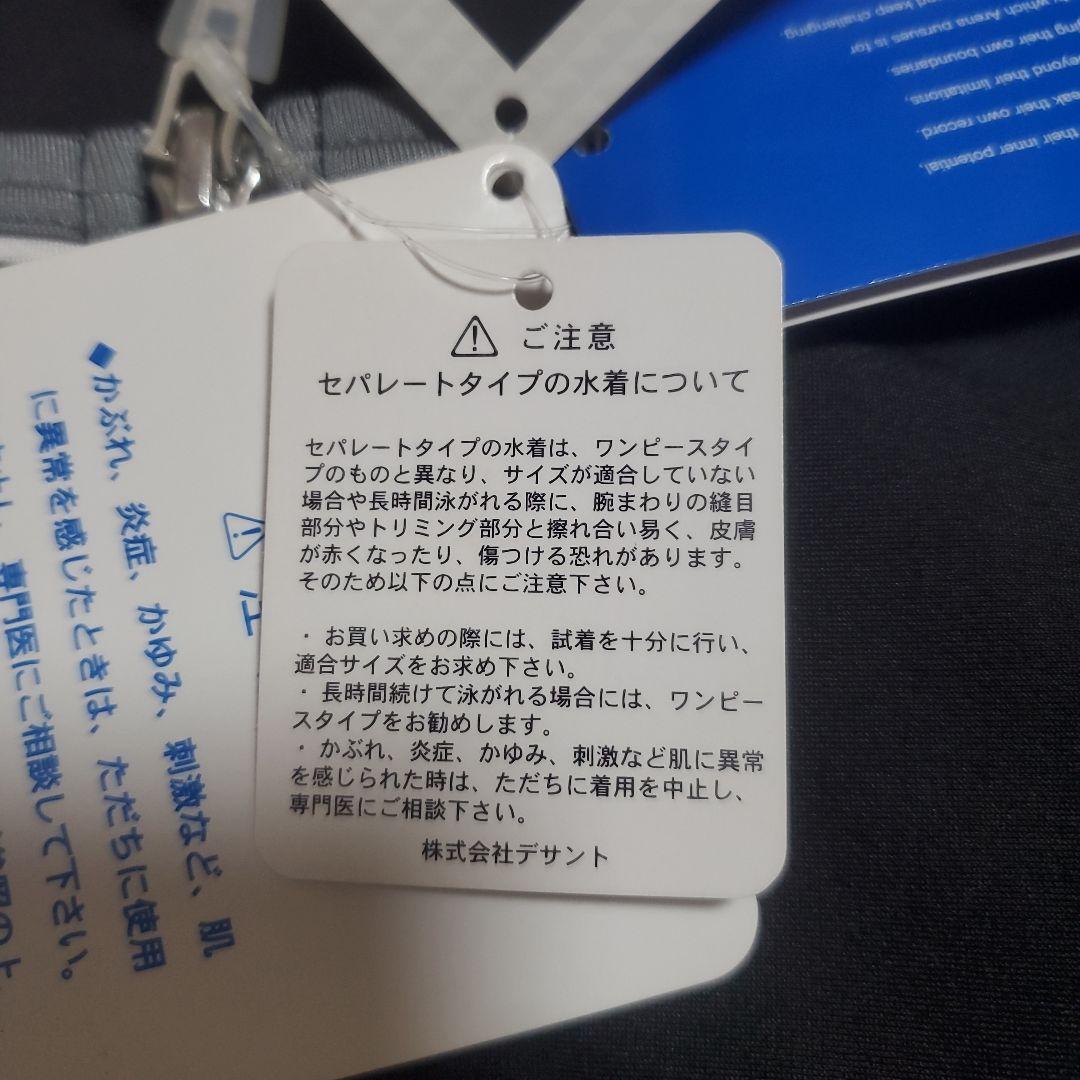 ご注意
セパレートタイプの水着について
セパレートタイプの水着は、ワンピースタイ
プのものと異なり、サイズが適合していない
場合や長時間泳がれる際に、腕まわりの縫目
部分やトリミング部分と擦れ合い易く、皮膚
が赤くなったり、傷つける恐れがあります。
そのため以下の点にご注意下さい。
・お買い求めの際には、試着を十分に行い、
適合サイズをお求め下さい。
・長時間続けて泳がれる場合には、ワンピー
スタイプをお勧めします。
・かぶれ、炎症、かゆみ、刺激など肌に異常
を感じられた時は、ただちに着用を中止し、
専門医にご相談下さい。
株式会社デサント
◆かぶれ、炎症、かゆみ、刺激など、肌
に異常を感じたときは、ただちに使用
専門医にご相談して下さい。
their inner potential.
eak their own record.
beyond their limitations,
ging their own boundaries.
which Arena pursues is for
and keep challenging.